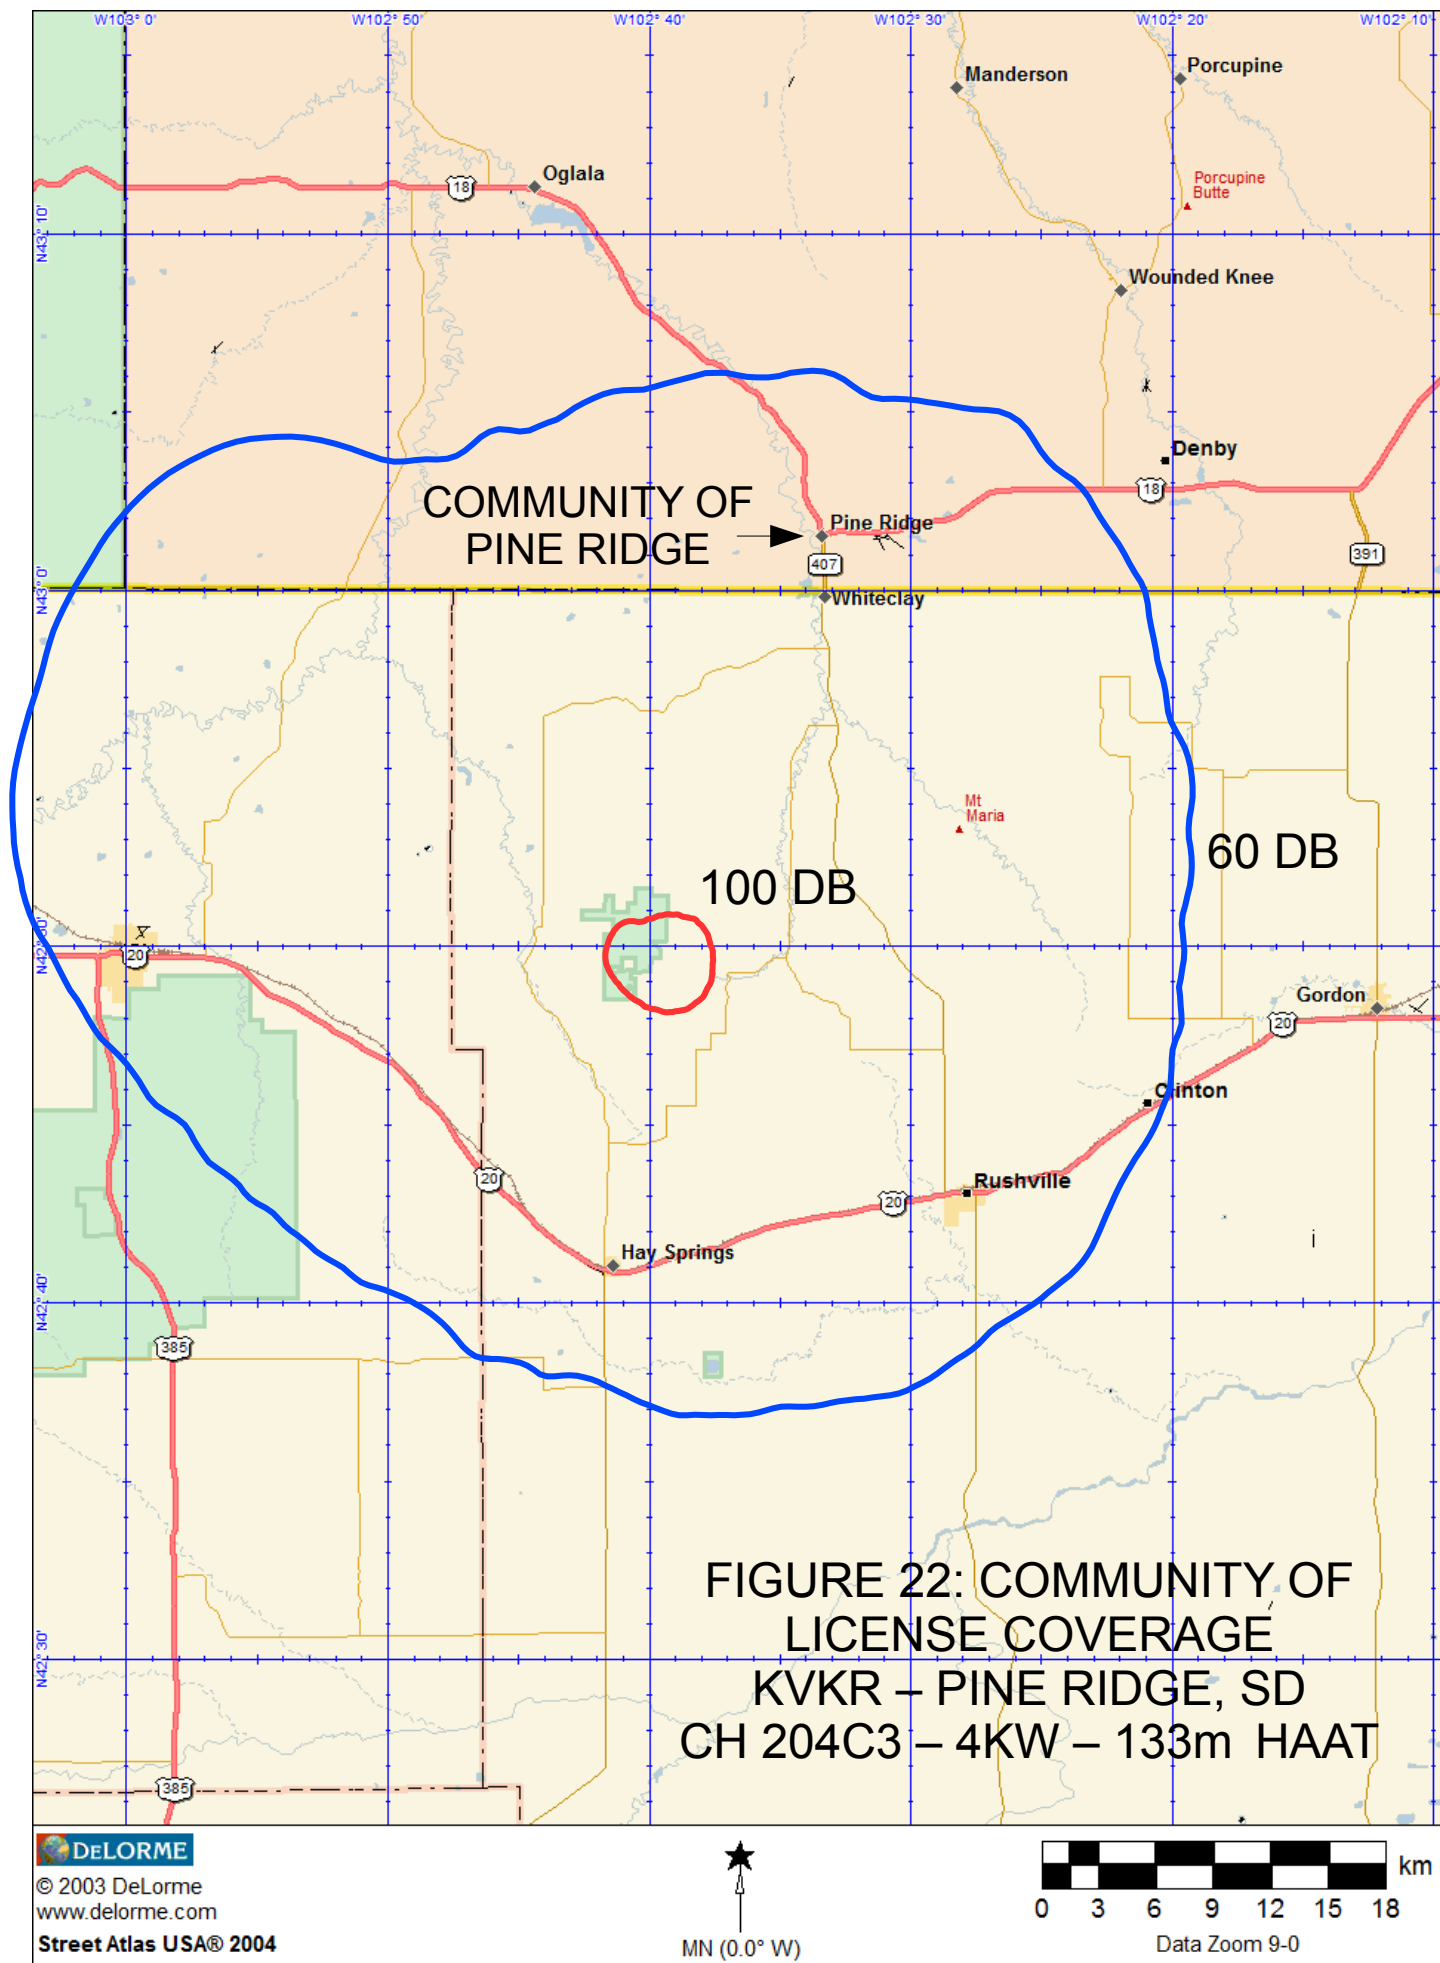 W103° 0'
W102° 50'
W102° 40'
W102° 30'
W102° 20'
W102° 10'
Manderson
Porcupine
Oglala
Porcupine
Butte
18
N43° 10'
Wounded Knee
Denby
18
COMMUNITY OF
PINE RIDGE
Pine Ridge
391
407
N43° 0'
Whiteclay
Mt
Maria
60 DB
100 DB
N42° 50'
20
Gordon
20
Clinton
20
Rushville
20
Hay Springs
N42° 40'
385
FIGURE 22: COMMUNITY OF
LICENSE COVERAGE
KVKR – PINE RIDGE, SD
CH 204C3 – 4KW – 133m HAAT
N42° 30'
385
DELORME
© 2003 DeLorme
www.delorme.com
Street Atlas USA® 2004
MN (0.0° W)
km
0 3 6 9 12 15 18
Data Zoom 9-0